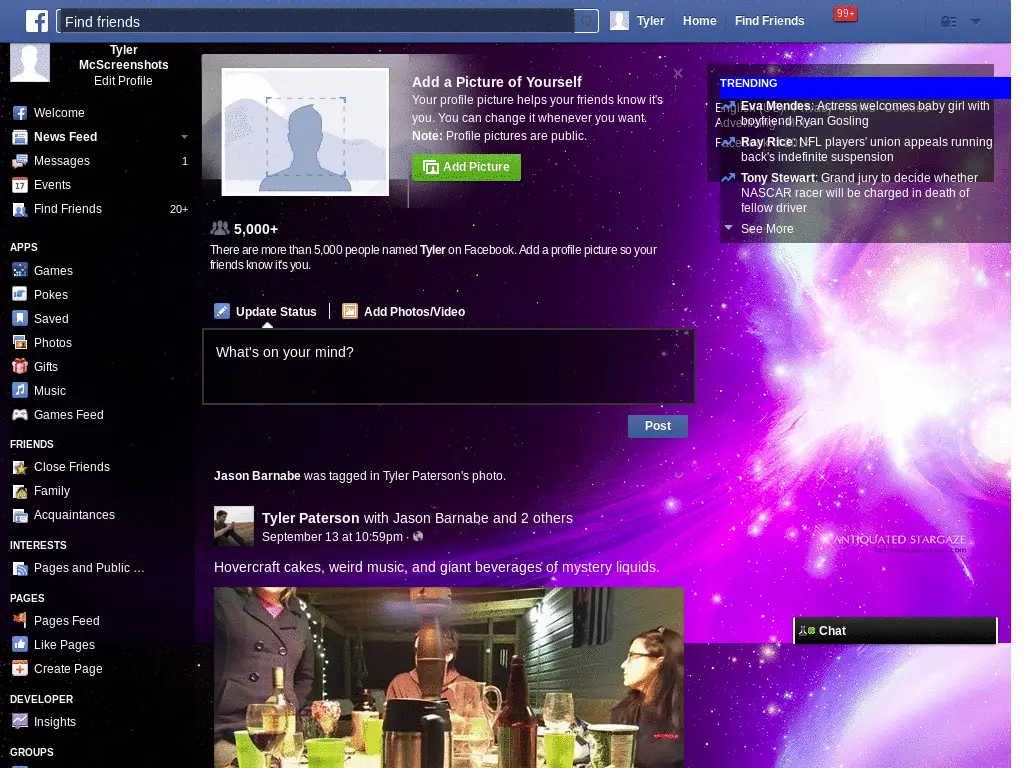 Find friends
Tyler
Home
Find Friends
99+
Tyler
McScreenshots
Edit Profile
Welcome
News Feed
Messages 1
Events
17
Find Friends 20+
APPS
Games
Pokes
Saved
Photos
Gifts
Music
Games Feed
FRIENDS
Close Friends
Family
Acquaintances
INTERESTS
Pages and Public ...
PAGES
Pages Feed
Like Pages
Create Page
DEVELOPER
Insights
GROUPS
Add a Picture of Yourself
Your profile picture helps your friends know it's
you. You can change it whenever you want.
Note: Profile pictures are public.
Add Picture
5,000+
There are more than 5,000 people named Tyler on Facebook. Add a profile picture so your
friends know it's you.
Update Status
Add Photos/Video
What's on your mind?
Post
Jason Barnabe was tagged in Tyler Paterson's photo.
Tyler Paterson with Jason Barnabe and 2 others
September 13 at 10:59pm ·
Hovercraft cakes, weird music, and giant beverages of mystery liquids.
TRENDING
Eva Mendes: Actress welcomes baby girl with
boyfriend Ryan Gosling
Ray Rice: NFL players' union appeals running
back's indefinite suspension
Tony Stewart: Grand jury to decide whether
NASCAR racer will be charged in death of
fellow driver
See More
ANTIQUATED STARGAZE
Chat